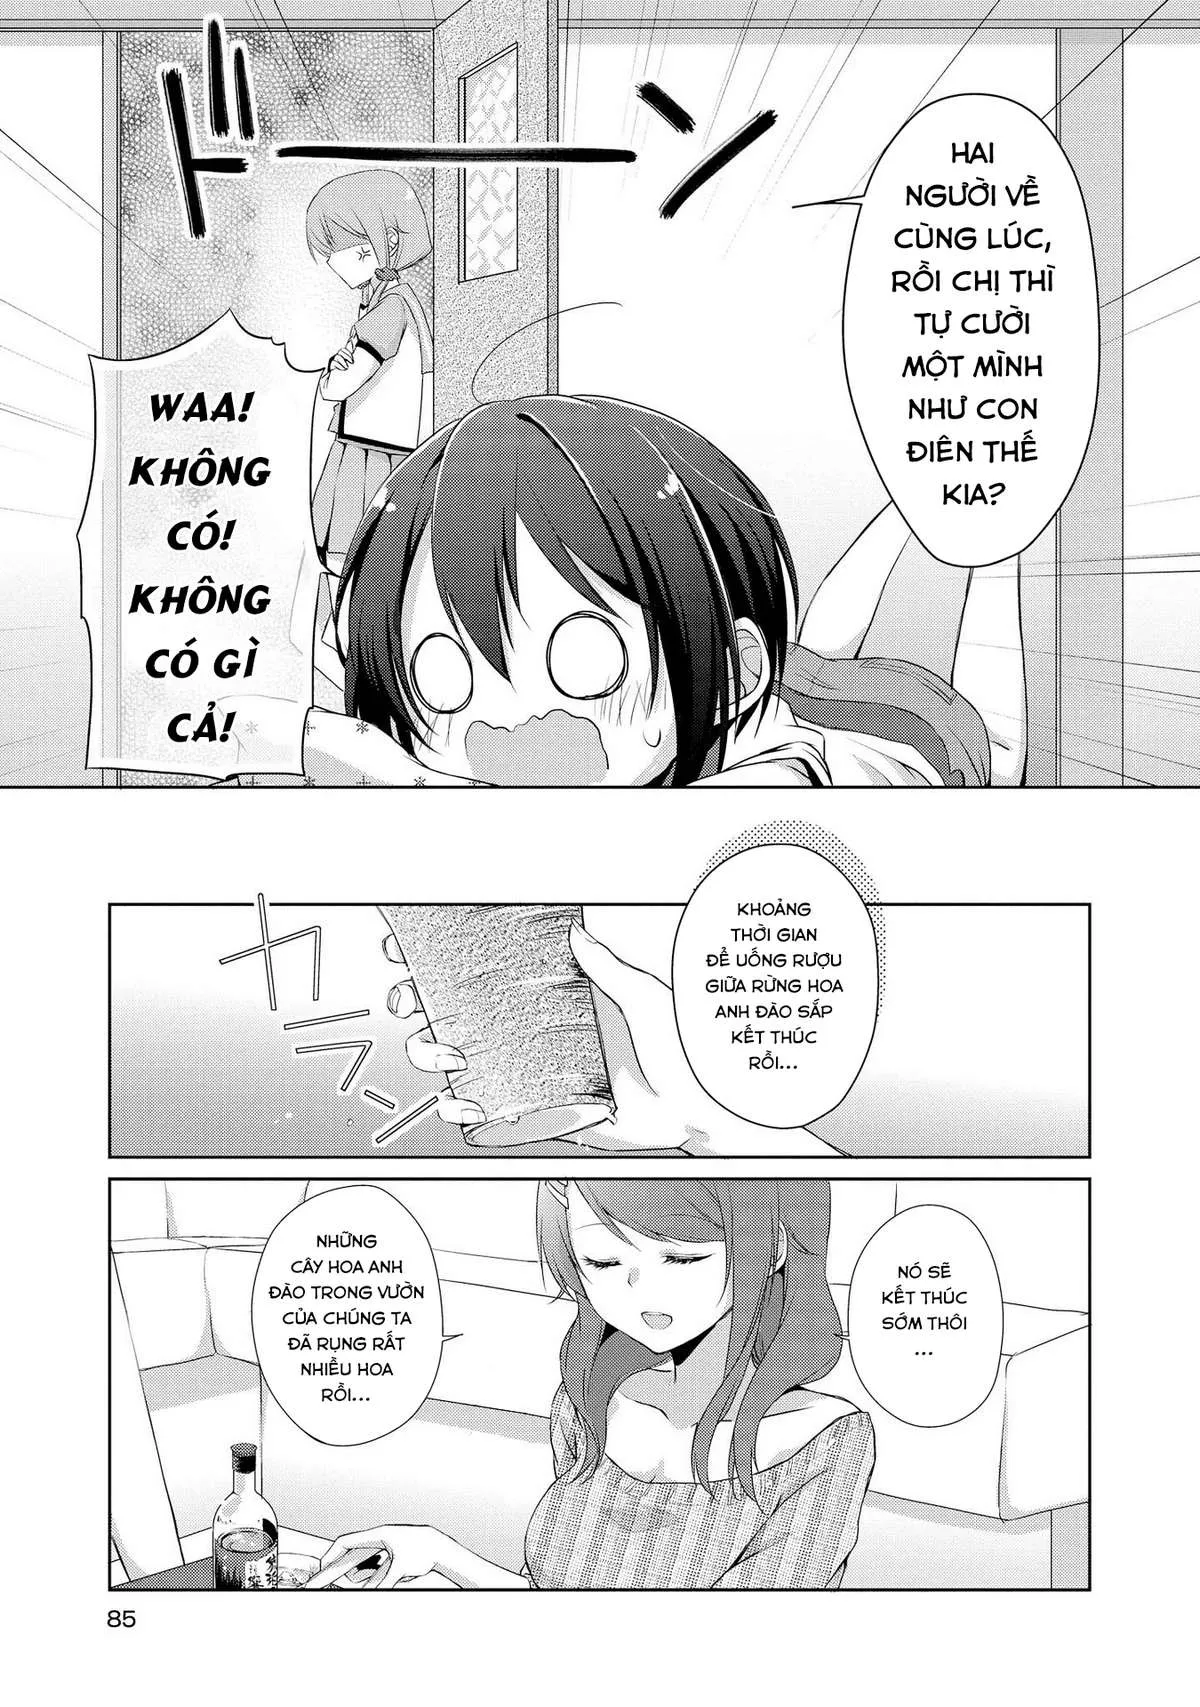 ドーン
HAI
NGƯỜI VỀ
CÙNG LÚC,
RỒI CHỊ THÌ
TỰ CƯỜI
MỘT MÌNH
NHƯ CON
ĐIÊN THẾ
KIA?
WAA!
KHÔNG
CÓ!
KHÔNG
CÓ GÌ
CẢ!
KHOẢNG
THỜI GIAN
ĐỂ UỐNG RƯỢU
GIỮA RỪNG HOA
ANH ĐÀO SẮP
KẾT THÚC
RỒI...
NÓ SẼ
KẾT THÚC
SỚM THÔI
...
NHỮNG
CÂY HOA ANH
ĐÀO TRONG VƯỜN
CỦA CHÚNG TA
ĐÃ RỤNG RẤT
NHIỀU HOA
RỒI...
85